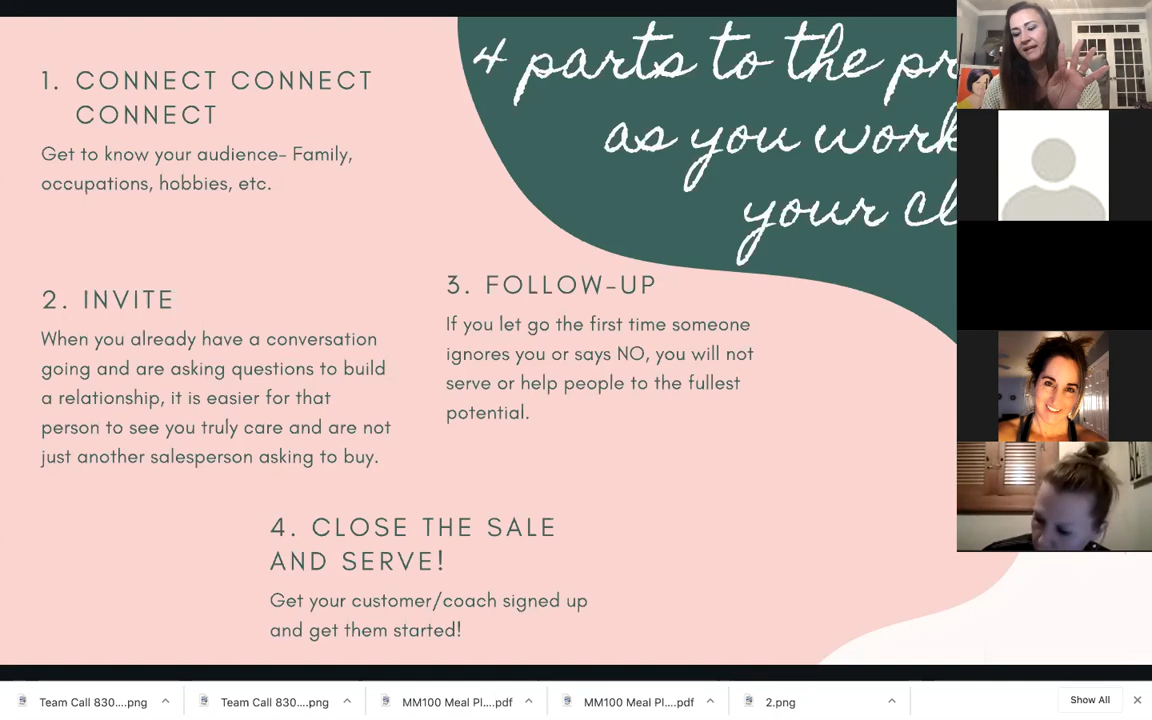 4 parts to the
as you work
your
1. CONNECT CONNECT
CONNECT
Get to know your audience- Family,
occupations, hobbies, etc.
2. INVITE
When you already have a conversation
going and are asking questions to build
a relationship, it is easier for that
person to see you truly care and are not
just another salesperson asking to buy.
3. FOLLOW-UP
If you let go the first time someone
ignores you or says NO, you will not
serve or help people to the fullest
potential.
4. CLOSE THE SALE
AND SERVE!
Get your customer/coach signed up
and get them started!
Team Call 830....png
Team Call 830....png
MM100 Meal Pl....pdf
MM100 Meal Pl....pdf
2.png
Show All